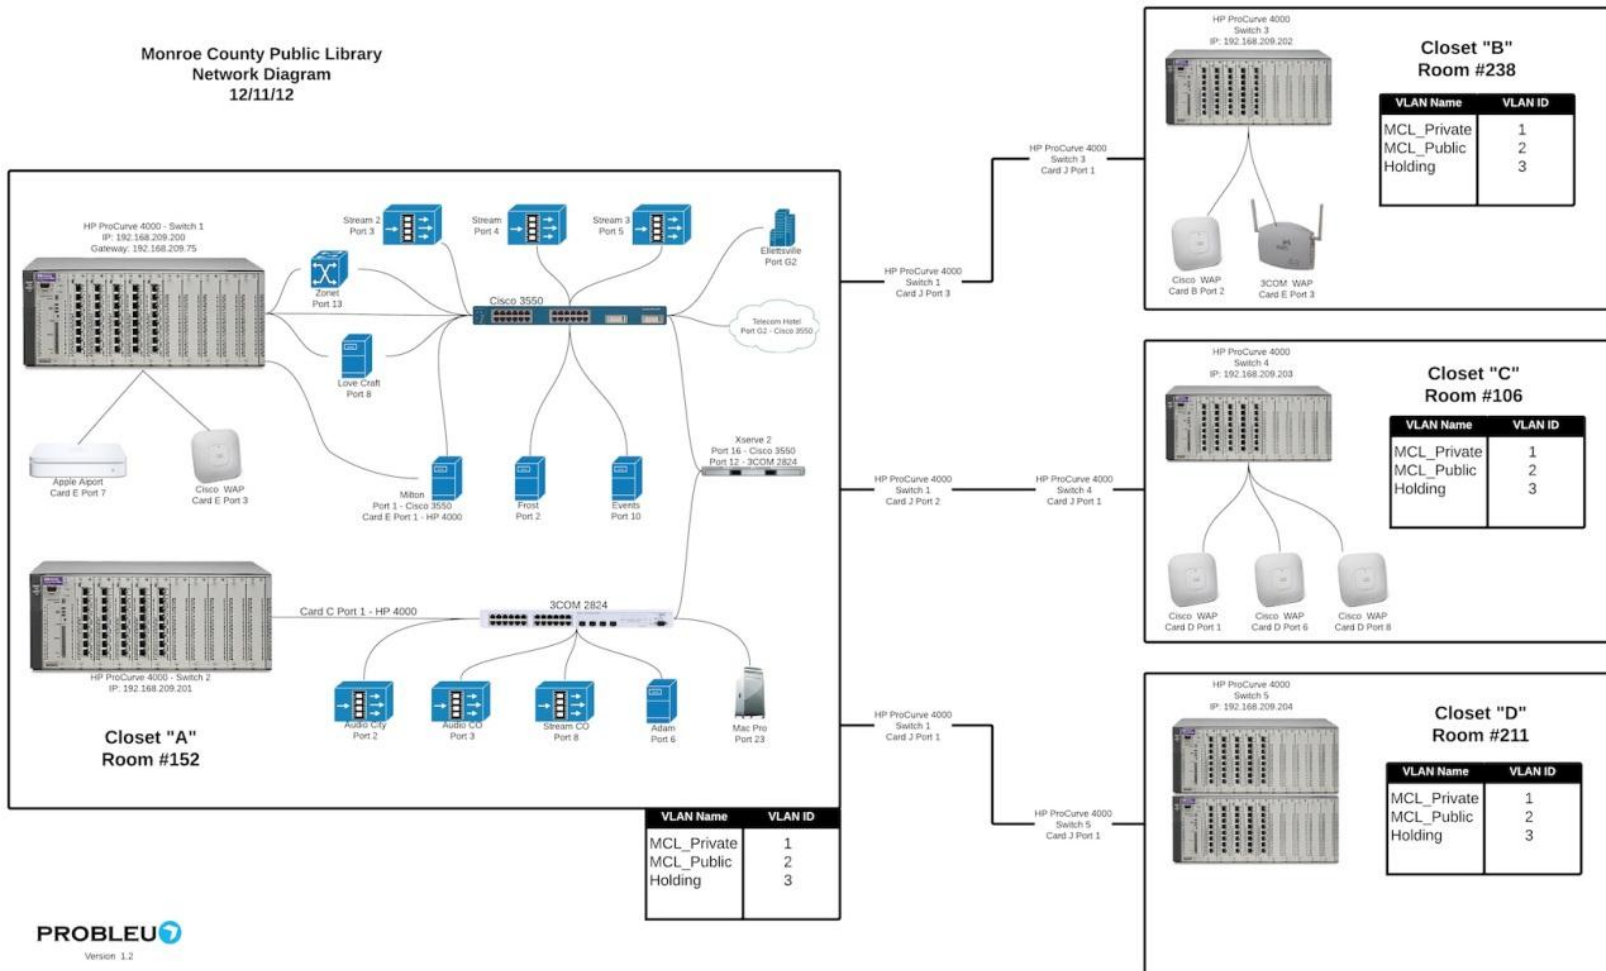 Monroe County Public Library
Network Diagram
12/11/12
HP ProCurve 4000 - Switch 1
IP: 192.168.209.200
Gateway: 192.168.209.75
Zonet
Port 13
Love Craft
Port 8
Apple Aiport
Card E Port 7
Cisco WAP
Card E Port 3
Stream 2
Port 3
Stream
Port 4
Stream 3
Port 5
Ellettsville
Port G2
Cisco 3550
Telecom Hotel
Port G2 - Cisco 3550
Milton
Port 1 - Cisco 3550
Card E Port 1 - HP 4000
Frost
Port 2
Events
Port 10
Xserve 2
Port 16 - Cisco 3550
Port 12 - 3COM 2824
Card C Port 1 - HP 4000
3COM 2824
HP ProCurve 4000 - Switch 2
IP: 192.168.209.201
Audio City
Port 2
Audio CO
Port 3
Stream CO
Port 8
Adam
Port 6
Mac Pro
Port 23
Closet "A"
Room #152
VLAN Name VLAN ID
MCL_Private 1
MCL_Public 2
Holding 3
HP ProCurve 4000
Switch 1
Card J Port 3
HP ProCurve 4000
Switch 3
Card J Port 1
HP ProCurve 4000
Switch 1
Card J Port 2
HP ProCurve 4000
Switch 4
Card J Port 1
HP ProCurve 4000
Switch 1
Card J Port 1
HP ProCurve 4000
Switch 5
Card J Port 1
HP ProCurve 4000
Switch 3
IP: 192.168.209.202
Closet "B"
Room #238
VLAN Name VLAN ID
MCL_Private 1
MCL_Public 2
Holding 3
Cisco WAP
Card B Port 2
3COM WAP
Card E Port 3
HP ProCurve 4000
Switch 4
IP: 192.168.209.203
Closet "C"
Room #106
VLAN Name VLAN ID
MCL_Private 1
MCL_Public 2
Holding 3
Cisco WAP
Card D Port 1
Cisco WAP
Card D Port 6
Cisco WAP
Card D Port 8
HP ProCurve 4000
Switch 5
IP: 192.168.209.204
Closet "D"
Room #211
VLAN Name VLAN ID
MCL_Private 1
MCL_Public 2
Holding 3
PROBLEU
Version 1.2